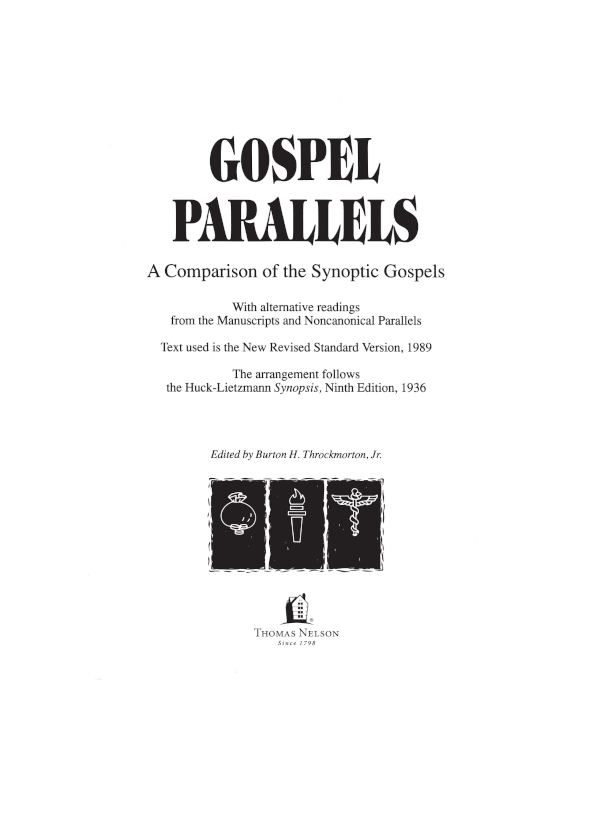 GOSPEL
PARALLELS
A Comparison of the Synoptic Gospels
With alternative readings
from the Manuscripts and Noncanonical Parallels
Text used is the New Revised Standard Version, 1989
The arrangement follows
the Huck-Lietzmann Synopsis, Ninth Edition, 1936
Edited by Burton H. Throckmorton, Jr.
®
THOMAS NELSON
Since 1798